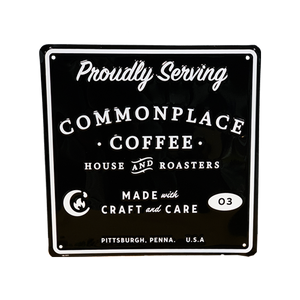 Proudly Serving
COMMONPLACE
· COFFEE ·
HOUSE AND ROASTERS
MADE with
CRAFT and CARE
03
PITTSBURGH, PENNA. U.S.A